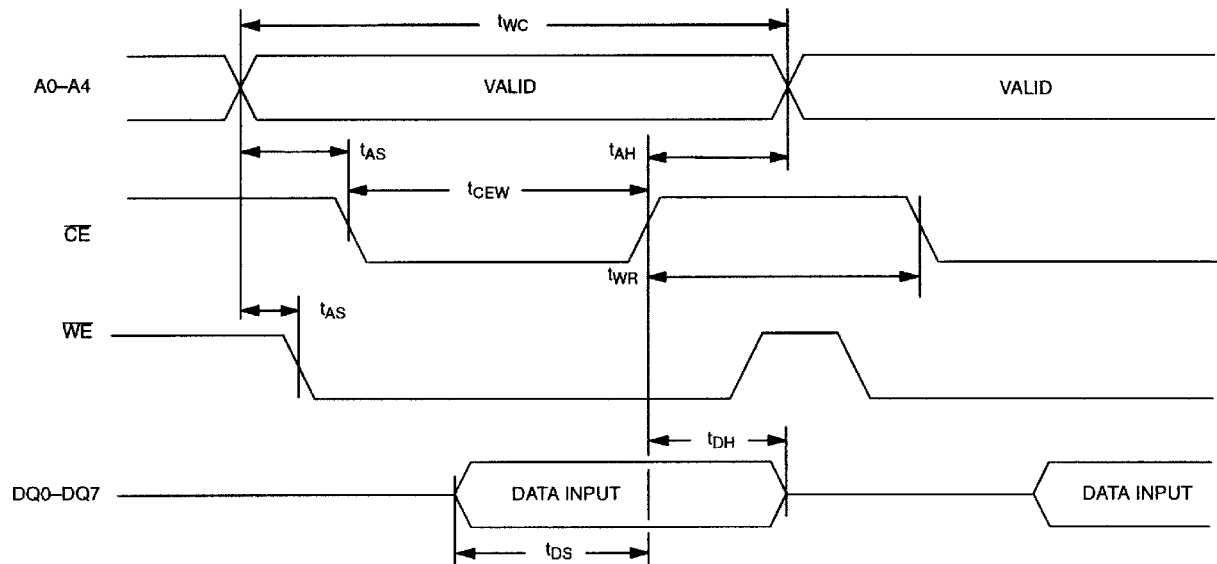 tWC
A0–A4 VALID VALID
tAS tAH
tCEW
CE
tWR
tAS
WE
tDH
DQ0–DQ7 DATA INPUT DATA INPUT
tDS